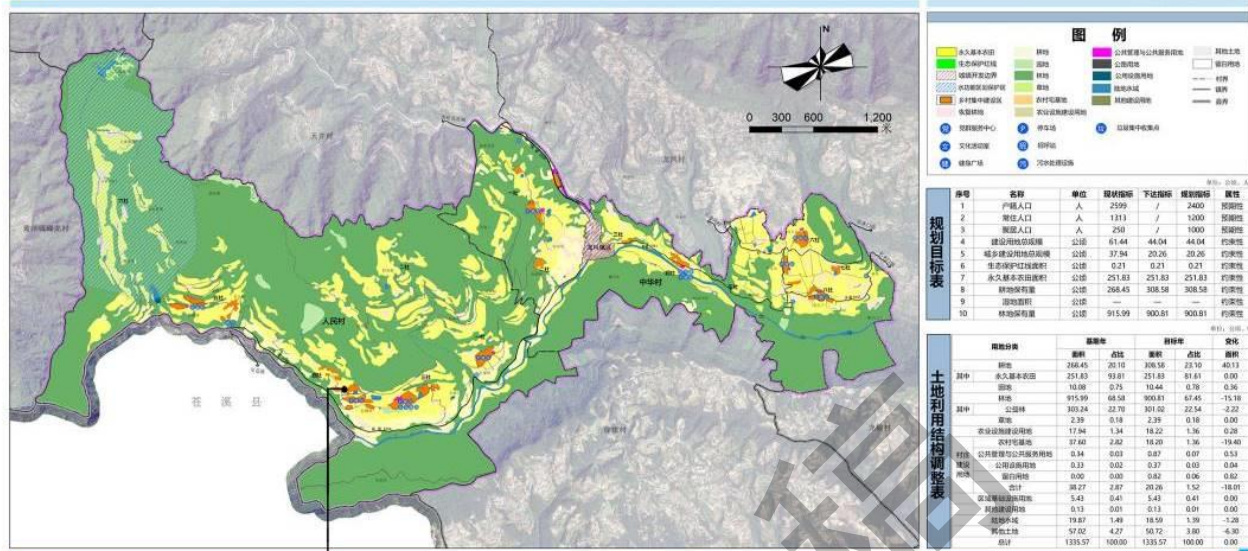 图 例
永久基本农田
生态保护红线
城镇开发边界
乡村集中建设区
恢复耕地
耕地
园地
林地
草地
农村宅基地
农业设施建设用地
公共管理与公共服务用地
公路用地
公用设施用地
陆地水域
其他建设用地
其他土地
留白用地
村界
镇界
县界
党群服务中心
文化活动室
健身广场
停车场
招呼站
污水处理设施
垃圾集中收集点
N
0 300 600 1,200
米
苍溪县
人民村
中华村
规划目标表
序号 名称 单位 现状指标 下达指标 规划指标 属性
1 户籍人口 人 2599 / 2400 预期性
2 常住人口 人 1313 / 1200 预期性
3 脱贫人口 人 250 / 1000 预期性
4 建设用地总规模 公顷 61.44 44.04 44.04 约束性
5 城乡建设用地总规模 公顷 37.94 20.26 20.26 约束性
6 生态保护红线面积 公顷 0.21 0.21 0.21 约束性
7 永久基本农田面积 公顷 251.83 251.83 251.83 约束性
8 耕地保有量 公顷 268.45 308.58 308.58 约束性
9 湿地面积 公顷 — — — 约束性
10 林地保有量 公顷 915.99 900.81 900.81 约束性
土地利用结构调整表
用地分类 基期年 目标年 变化
面积 占比 面积 占比 面积
耕地 268.45 20.10 308.58 23.10 40.13
其中 永久基本农田 251.83 93.81 251.83 81.61 0.00
园地 10.08 0.75 10.44 0.78 0.36
林地 915.99 68.58 900.81 67.45 -15.18
其中 公益林 303.24 22.70 301.02 22.54 -2.22
草地 2.39 0.18 2.39 0.18 0.00
农业设施建设用地 17.94 1.34 18.22 1.36 0.28
村庄建设用地 农村宅基地 37.60 2.82 18.20 1.36 -19.40
公共管理与公共服务用地 0.34 0.03 0.87 0.07 0.53
公用设施用地 0.33 0.02 0.37 0.03 0.04
留白用地 0.00 0.00 0.82 0.06 0.82
合计 38.27 2.87 20.26 1.52 -18.01
区域基础设施用地 5.43 0.41 5.43 0.41 0.00
其他建设用地 0.13 0.01 0.13 0.01 0.00
陆地水域 19.87 1.49 18.59 1.39 -1.28
其他土地 57.02 4.27 50.72 3.80 -6.30
总计 1335.57 100.00 1335.57 100.00 0.00